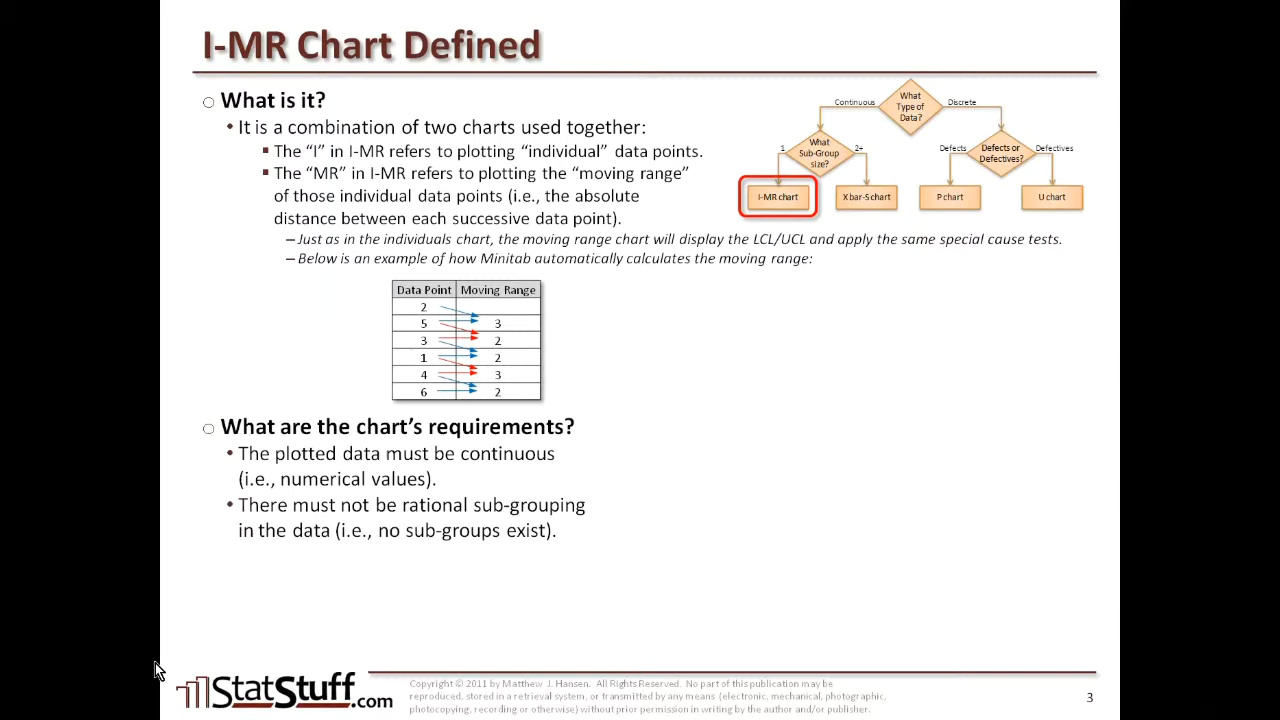 I-MR Chart Defined
What is it?
• It is a combination of two charts used together:
▪ The “I” in I-MR refers to plotting “individual” data points.
▪ The “MR” in I-MR refers to plotting the “moving range”
of those individual data points (i.e., the absolute
distance between each successive data point).
– Just as in the individuals chart, the moving range chart will display the LCL/UCL and apply the same special cause tests.
– Below is an example of how Minitab automatically calculates the moving range:
What
Type of
Data?
Continuous
Discrete
What
Sub-Group
size?
1
2+
Defects or
Defectives?
Defects
Defectives
I-MR chart
X bar-S chart
P chart
U chart
Data Point Moving Range
2
5 3
3 2
1 2
4 3
6 2
What are the chart’s requirements?
• The plotted data must be continuous
(i.e., numerical values).
• There must not be rational sub-grouping
in the data (i.e., no sub-groups exist).
StatStuff.com
Copyright © 2011 by Matthew J. Hansen. All Rights Reserved. No part of this publication may be
reproduced, stored in a retrieval system, or transmitted by any means (electronic, mechanical, photographic,
photocopying, recording or otherwise) without prior permission in writing by the author and/or publisher.
3